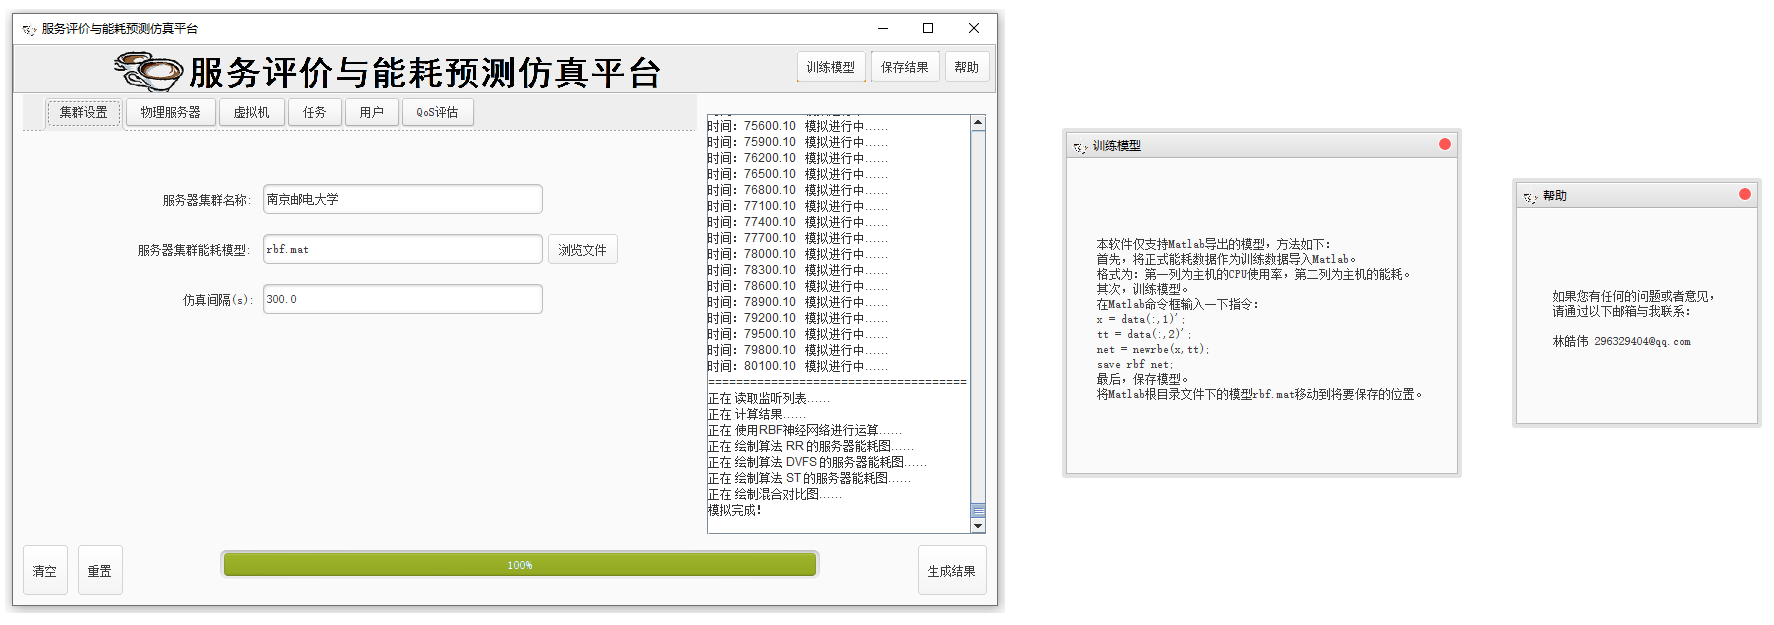 服务评价与能耗预测仿真平台
服务评价与能耗预测仿真平台
训练模型 保存结果 帮助
集群设置 物理服务器 虚拟机 任务 用户 QoS评估
服务器集群名称: 南京邮电大学
服务器集群能耗模型: rbf.mat 浏览文件
仿真间隔(s): 300.0
时间：75600.10 模拟进行中……
时间：75900.10 模拟进行中……
时间：76200.10 模拟进行中……
时间：76500.10 模拟进行中……
时间：76800.10 模拟进行中……
时间：77100.10 模拟进行中……
时间：77400.10 模拟进行中……
时间：77700.10 模拟进行中……
时间：78000.10 模拟进行中……
时间：78300.10 模拟进行中……
时间：78600.10 模拟进行中……
时间：78900.10 模拟进行中……
时间：79200.10 模拟进行中……
时间：79500.10 模拟进行中……
时间：79800.10 模拟进行中……
时间：80100.10 模拟进行中……
=====================================
正在 读取监听列表……
正在 计算结果……
正在 使用RBF神经网络进行运算……
正在 绘制算法 RR 的服务器能耗图……
正在 绘制算法 DVFS 的服务器能耗图……
正在 绘制算法 ST 的服务器能耗图……
正在 绘制混合对比图……
模拟完成！
清空 重置 100% 生成结果
训练模型
本软件仅支持Matlab导出的模型，方法如下：
首先，将正式能耗数据作为训练数据导入Matlab。
格式为：第一列为主机的CPU使用率，第二列为主机的能耗。
其次，训练模型。
在Matlab命令框输入一下指令：
x = data(:,1)';
tt = data(:,2)';
net = newrbe(x,tt);
save rbf net;
最后，保存模型。
将Matlab根目录文件下的模型rbf.mat移动到将要保存的位置。
帮助
如果您有任何的问题或者意见，
请通过以下邮箱与我联系：
林皓伟 296329404@qq.com